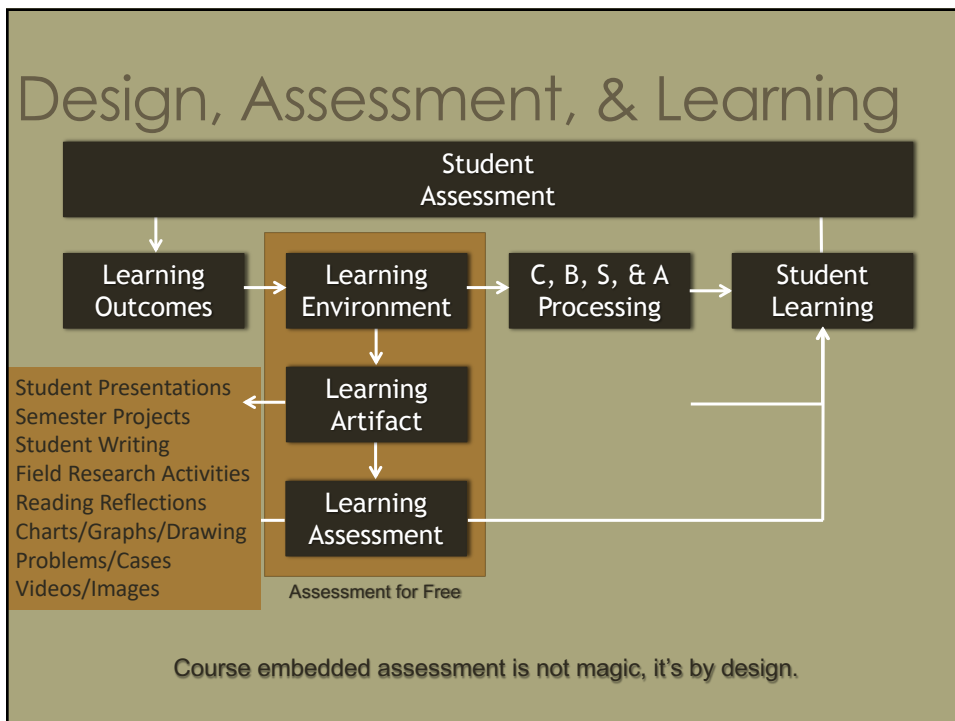 Design, Assessment, & Learning
Student
Assessment
Learning
Outcomes
Learning
Environment
C, B, S, & A
Processing
Student
Learning
Learning
Artifact
Learning
Assessment
Student Presentations
Semester Projects
Student Writing
Field Research Activities
Reading Reflections
Charts/Graphs/Drawing
Problems/Cases
Videos/Images
Assessment for Free
Course embedded assessment is not magic, it's by design.